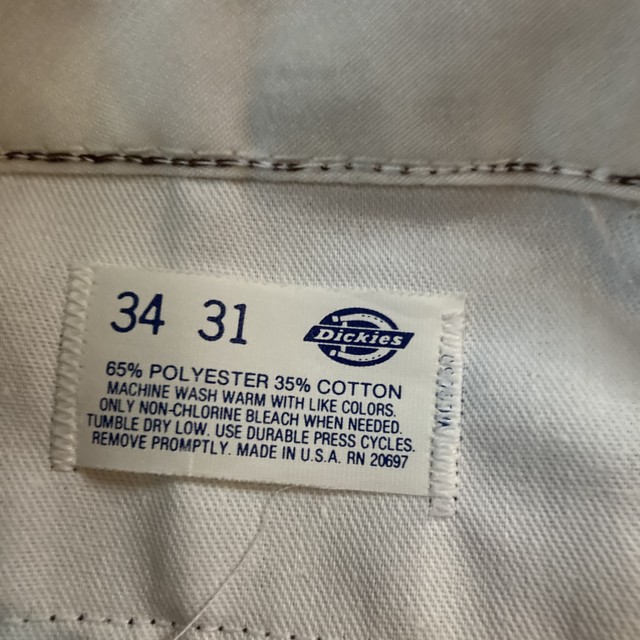 34 31
Dickies
65% POLYESTER 35% COTTON
MACHINE WASH WARM WITH LIKE COLORS.
ONLY NON-CHLORINE BLEACH WHEN NEEDED.
TUMBLE DRY LOW. USE DURABLE PRESS CYCLES.
REMOVE PROMPTLY. MADE IN U.S.A. RN 20697